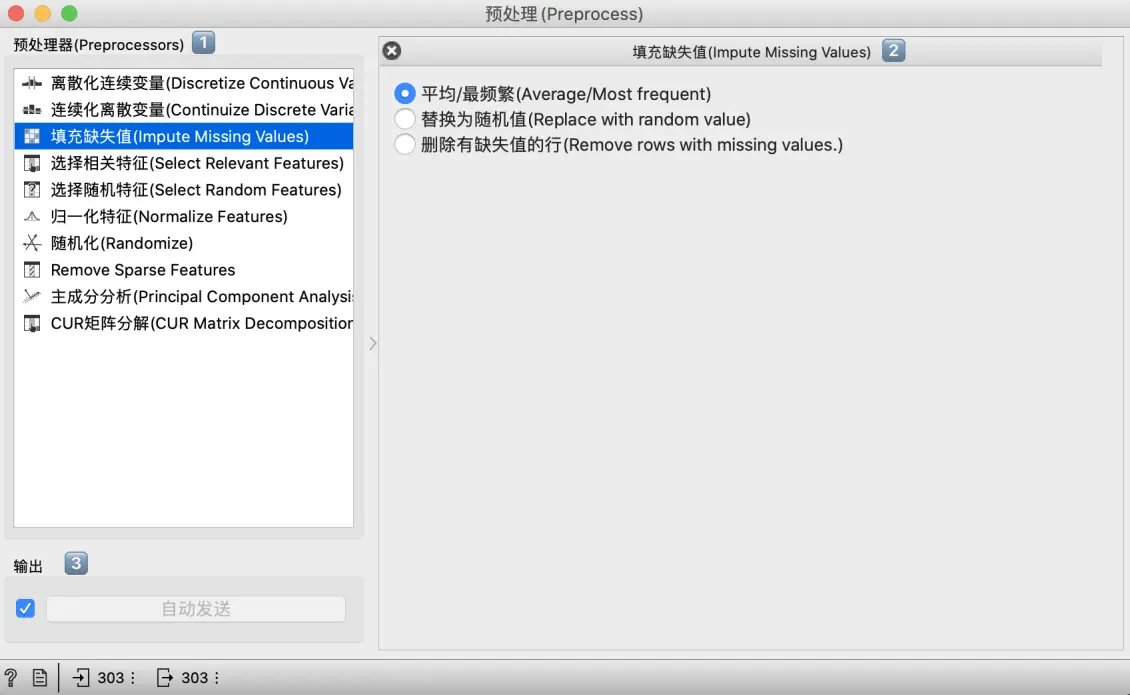 预处理(Preprocess)
预处理器(Preprocessors) 1
离散化连续变量(Discretize Continuous Va
连续化离散变量(Continuize Discrete Varia
填充缺失值(Impute Missing Values)
选择相关特征(Select Relevant Features)
选择随机特征(Select Random Features)
归一化特征(Normalize Features)
随机化(Randomize)
Remove Sparse Features
主成分分析(Principal Component Analysis
CUR矩阵分解(CUR Matrix Decomposition
填充缺失值(Impute Missing Values) 2
平均/最频繁(Average/Most frequent)
替换为随机值(Replace with random value)
删除有缺失值的行(Remove rows with missing values.)
输出 3
自动发送
? 303 303